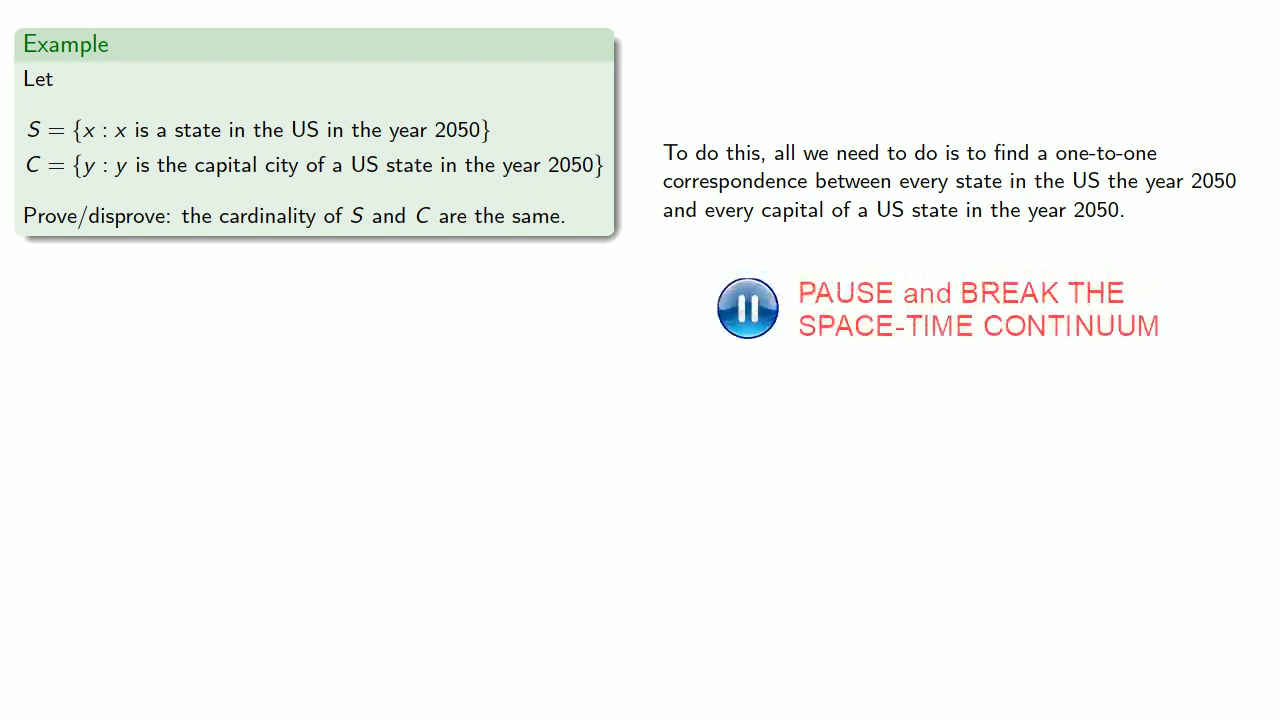 Example
Let
S = {x : x is a state in the US in the year 2050}
C = {y : y is the capital city of a US state in the year 2050}
Prove/disprove: the cardinality of S and C are the same.
To do this, all we need to do is to find a one-to-one
correspondence between every state in the US the year 2050
and every capital of a US state in the year 2050.
PAUSE and BREAK THE
SPACE-TIME CONTINUUM